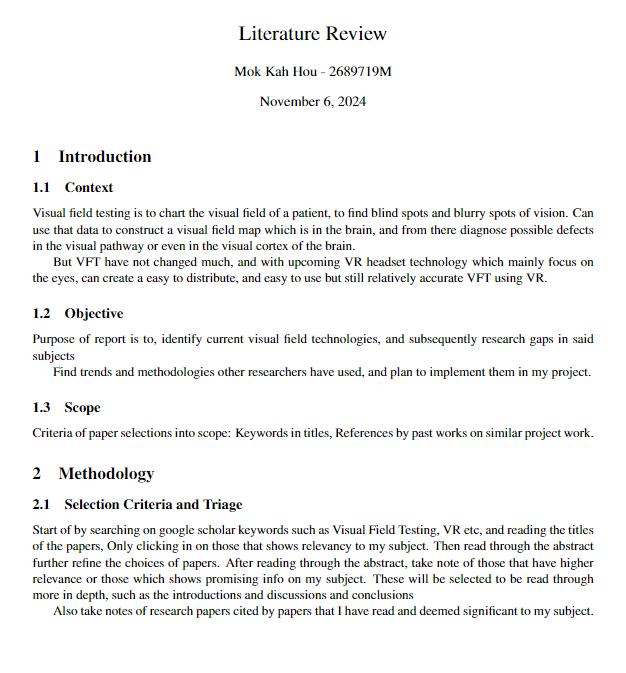 Literature Review
Mok Kah Hou - 2689719M
November 6, 2024
1 Introduction
1.1 Context
Visual field testing is to chart the visual field of a patient, to find blind spots and blurry spots of vision. Can
use that data to construct a visual field map which is in the brain, and from there diagnose possible defects
in the visual pathway or even in the visual cortex of the brain.
But VFT have not changed much, and with upcoming VR headset technology which mainly focus on
the eyes, can create a easy to distribute, and easy to use but still relatively accurate VFT using VR.
1.2 Objective
Purpose of report is to, identify current visual field technologies, and subsequently research gaps in said
subjects
Find trends and methodologies other researchers have used, and plan to implement them in my project.
1.3 Scope
Criteria of paper selections into scope: Keywords in titles, References by past works on similar project work.
2 Methodology
2.1 Selection Criteria and Triage
Start of by searching on google scholar keywords such as Visual Field Testing, VR etc, and reading the titles
of the papers, Only clicking in on those that shows relevancy to my subject. Then read through the abstract
further refine the choices of papers. After reading through the abstract, take note of those that have higher
relevance or those which shows promising info on my subject. These will be selected to be read through
more in depth, such as the introductions and discussions and conclusions
Also take notes of research papers cited by papers that I have read and deemed significant to my subject.